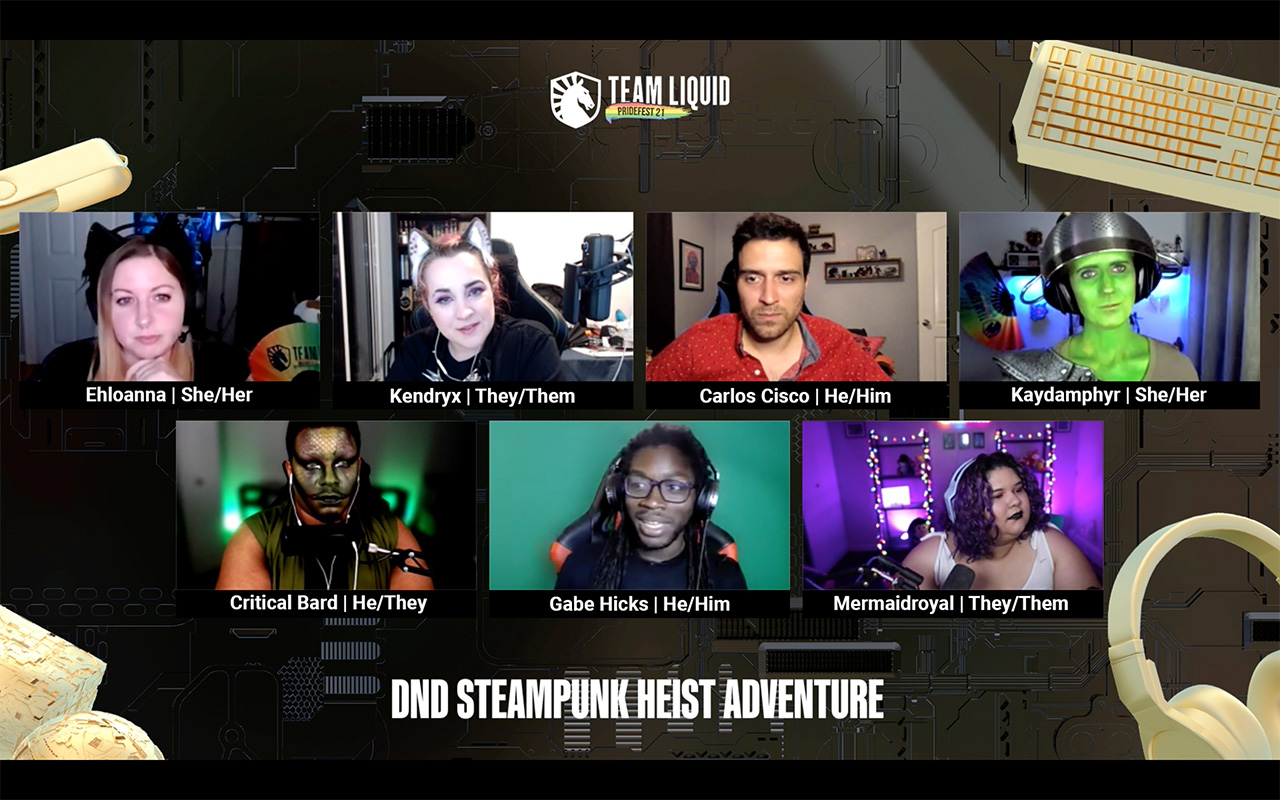 TEAM LIQUID
PRIDEFEST 21
TEAM
Ehloanna | She/Her
Kendryx | They/Them
Carlos Cisco | He/Him
Kaydamphyr | She/Her
Critical Bard | He/They
Gabe Hicks | He/Him
Mermaidroyal | They/Them
DND STEAMPUNK HEIST ADVENTURE